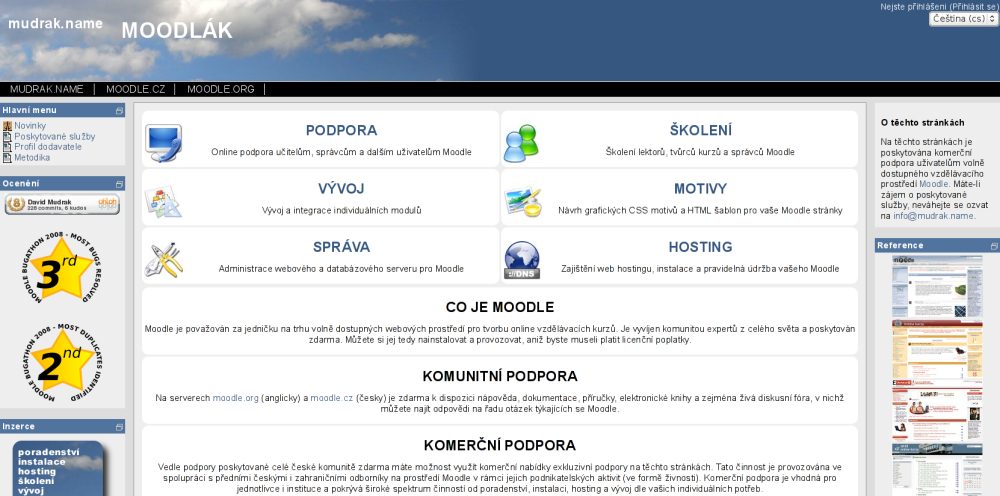 Nejste přihlášeni (Přihlásit se)
mudrak.name MOODLÁK
Čeština (cs)
MUDRAK.NAME MOODLE.CZ MOODLE.ORG
Hlavní menu
Novinky
Poskytované služby
Profil dodavatele
Metodika
Ocenění
8
David Mudrak
228 commits, 6 kudos
ohloh
MOODLE BUGATHON 2008 - MOST BUGS RESOLVED
3rd
MOODLE BUGATHON 2008 - MOST DUPLICATES IDENTIFIED
2nd
Inzerce
poradenství
instalace
hosting
školení
vývoj
PODPORA
Online podpora učitelům, správcům a dalším uživatelům Moodle
ŠKOLENÍ
Školení lektorů, tvůrců kurzů a správců Moodle
VÝVOJ
Vývoj a integrace individuálních modulů
MOTIVY
Návrh grafických CSS motivů a HTML šablon pro vaše Moodle stránky
SPRÁVA
Administrace webového a databázového serveru pro Moodle
://DNS
HOSTING
Zajištění web hostingu, instalace a pravidelná údržba vašeho Moodle
CO JE MOODLE
Moodle je považován za jedničku na trhu volně dostupných webových prostředí pro tvorbu online vzdělávacích kurzů. Je vyvíjen komunitou expertů z celého světa a poskytován
zdarma. Můžete si jej tedy nainstalovat a provozovat, aniž byste museli platit licenční poplatky.
KOMUNITNÍ PODPORA
Na serverech moodle.org (anglicky) a moodle.cz (česky) je zdarma k dispozici nápověda, dokumentace, příručky, elektronické knihy a zejména živá diskusní fóra, v nichž
můžete najít odpovědi na řadu otázek týkajících se Moodle.
KOMERČNÍ PODPORA
Vedle podpory poskytované celé české komunitě zdarma máte možnost využít komerční nabídky exkluzivní podpory na těchto stránkách. Tato činnost je provozována ve
spolupráci s předními českými i zahraničními odborníky na prostředí Moodle v rámci jejich podnikatelských aktivit (ve formě živnosti). Komerční podpora je vhodná pro
jednotlivce i instituce a pokrývá široké spektrum činností od poradenství, instalací, hosting a vývoj dle vašich individuálních potřeb.
O těchto stránkách
Na těchto stránkách je
poskytována komerční
podpora uživatelům volně
dostupného vzdělávacího
prostředí Moodle. Máte-li
zájem o poskytované
služby, neváhejte se ozvat
na info@mudrak.name.
Reference